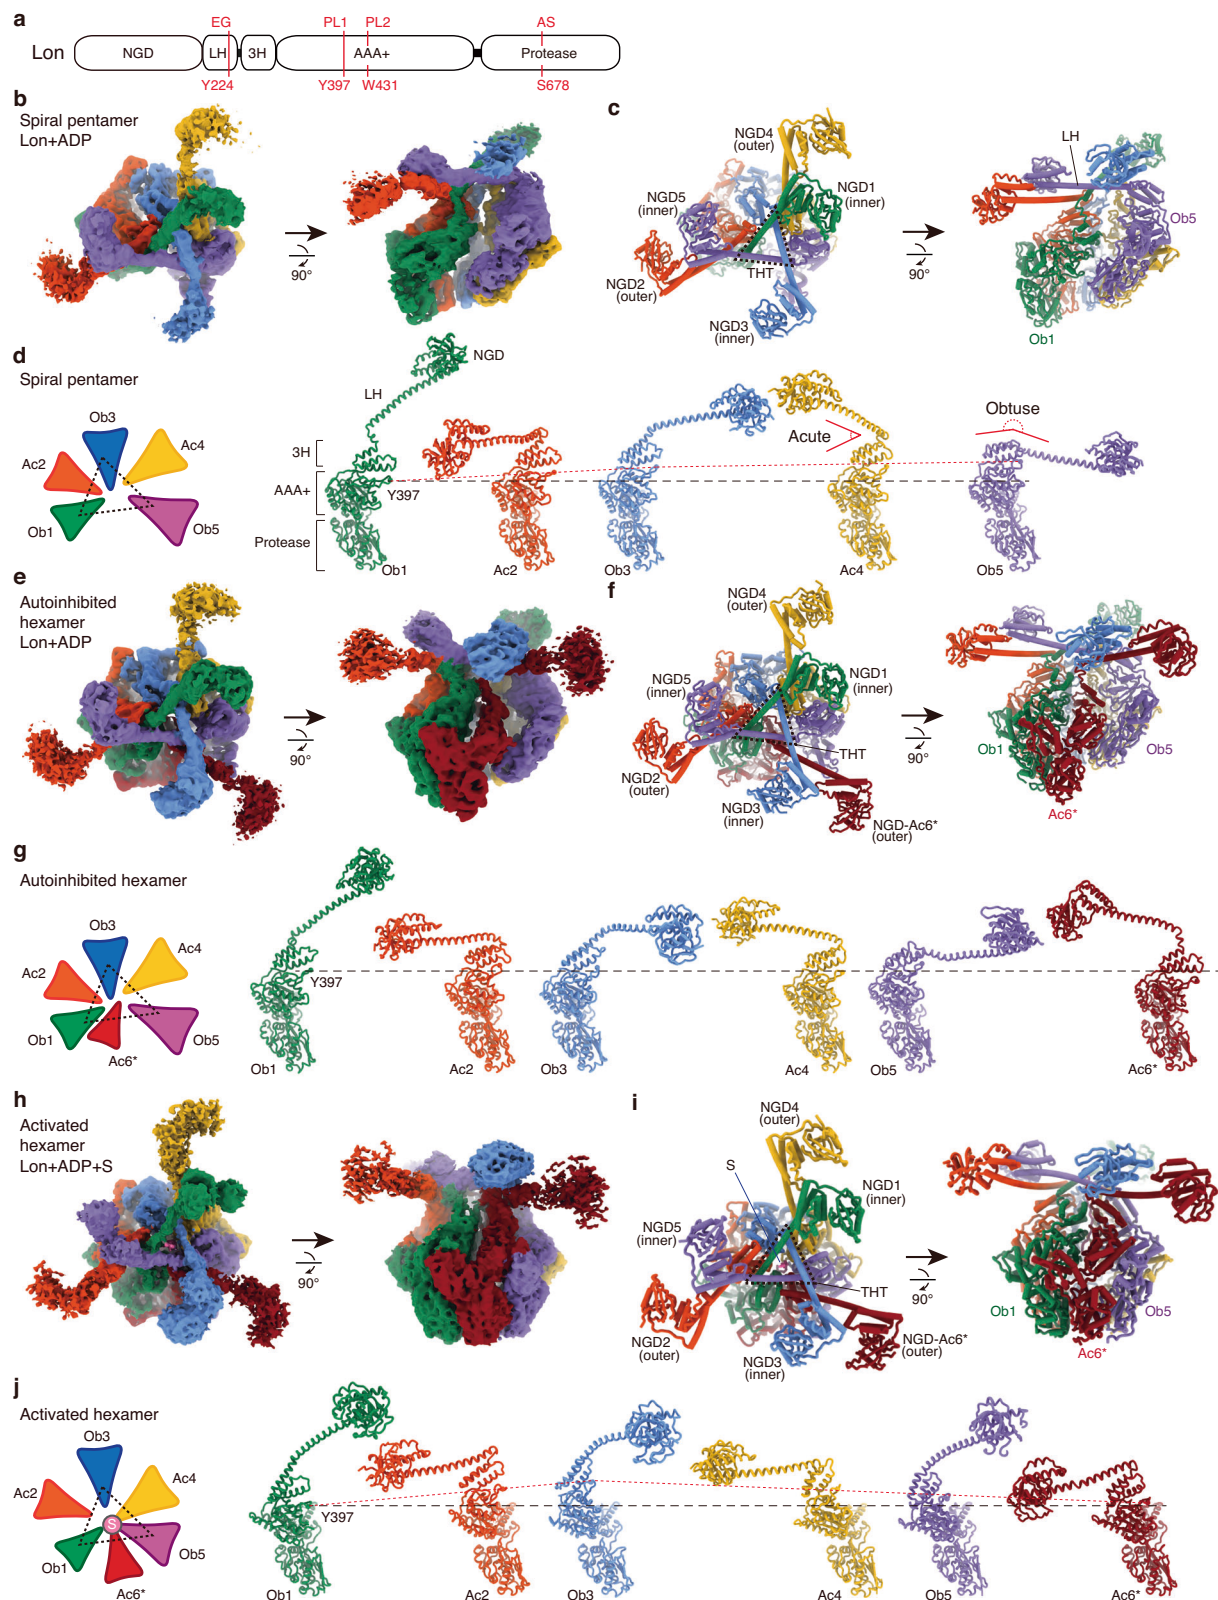 a
EG
PL1
PL2
AS
Lon
NGD
LH
3H
AAA+
Protease
Y224
Y397
W431
S678
b
Spiral pentamer
Lon+ADP
90°
c
NGD4
(outer)
NGD5
(inner)
NGD1
(inner)
THT
NGD2
(outer)
NGD3
(inner)
90°
LH
Ob5
Ob1
d
Spiral pentamer
Ob3
Ac2
Ac4
Ob1
Ob5
NGD
LH
3H
AAA+
Protease
Y397
Acute
Obtuse
Ob1
Ac2
Ob3
Ac4
Ob5
e
Autoinhibited
hexamer
Lon+ADP
90°
f
NGD4
(outer)
NGD5
(inner)
NGD1
(inner)
THT
NGD2
(outer)
NGD3
(inner)
NGD-Ac6*
(outer)
90°
Ob1
Ob5
Ac6*
g
Autoinhibited hexamer
Ob3
Ac2
Ac4
Ob1
Ob5
Ac6*
Y397
Ob1
Ac2
Ob3
Ac4
Ob5
Ac6*
h
Activated
hexamer
Lon+ADP+S
90°
i
NGD4
(outer)
S
NGD1
(inner)
NGD5
(inner)
THT
NGD2
(outer)
NGD3
(inner)
NGD-Ac6*
(outer)
90°
Ob1
Ob5
Ac6*
j
Activated hexamer
Ob3
Ac2
Ac4
S
Ob1
Ob5
Ac6*
Y397
Ob1
Ac2
Ob3
Ac4
Ob5
Ac6*